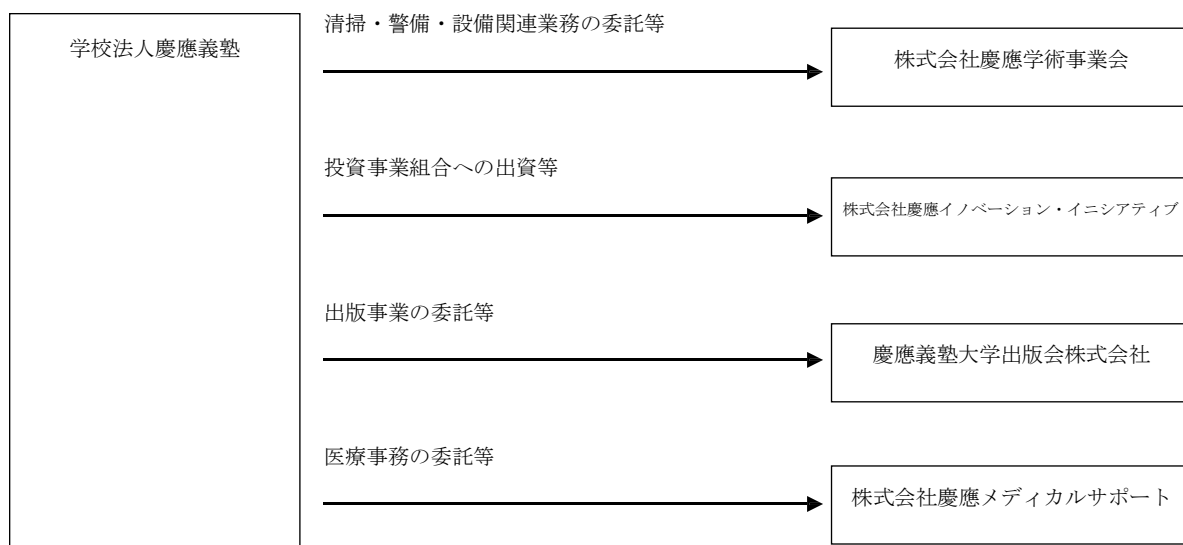 学校法人慶應義塾
清掃・警備・設備関連業務の委託等
株式会社慶應学術事業会
投資事業組合への出資等
株式会社慶應イノベーション・イニシアティブ
出版事業の委託等
慶應義塾大学出版会株式会社
医療事務の委託等
株式会社慶應メディカルサポート